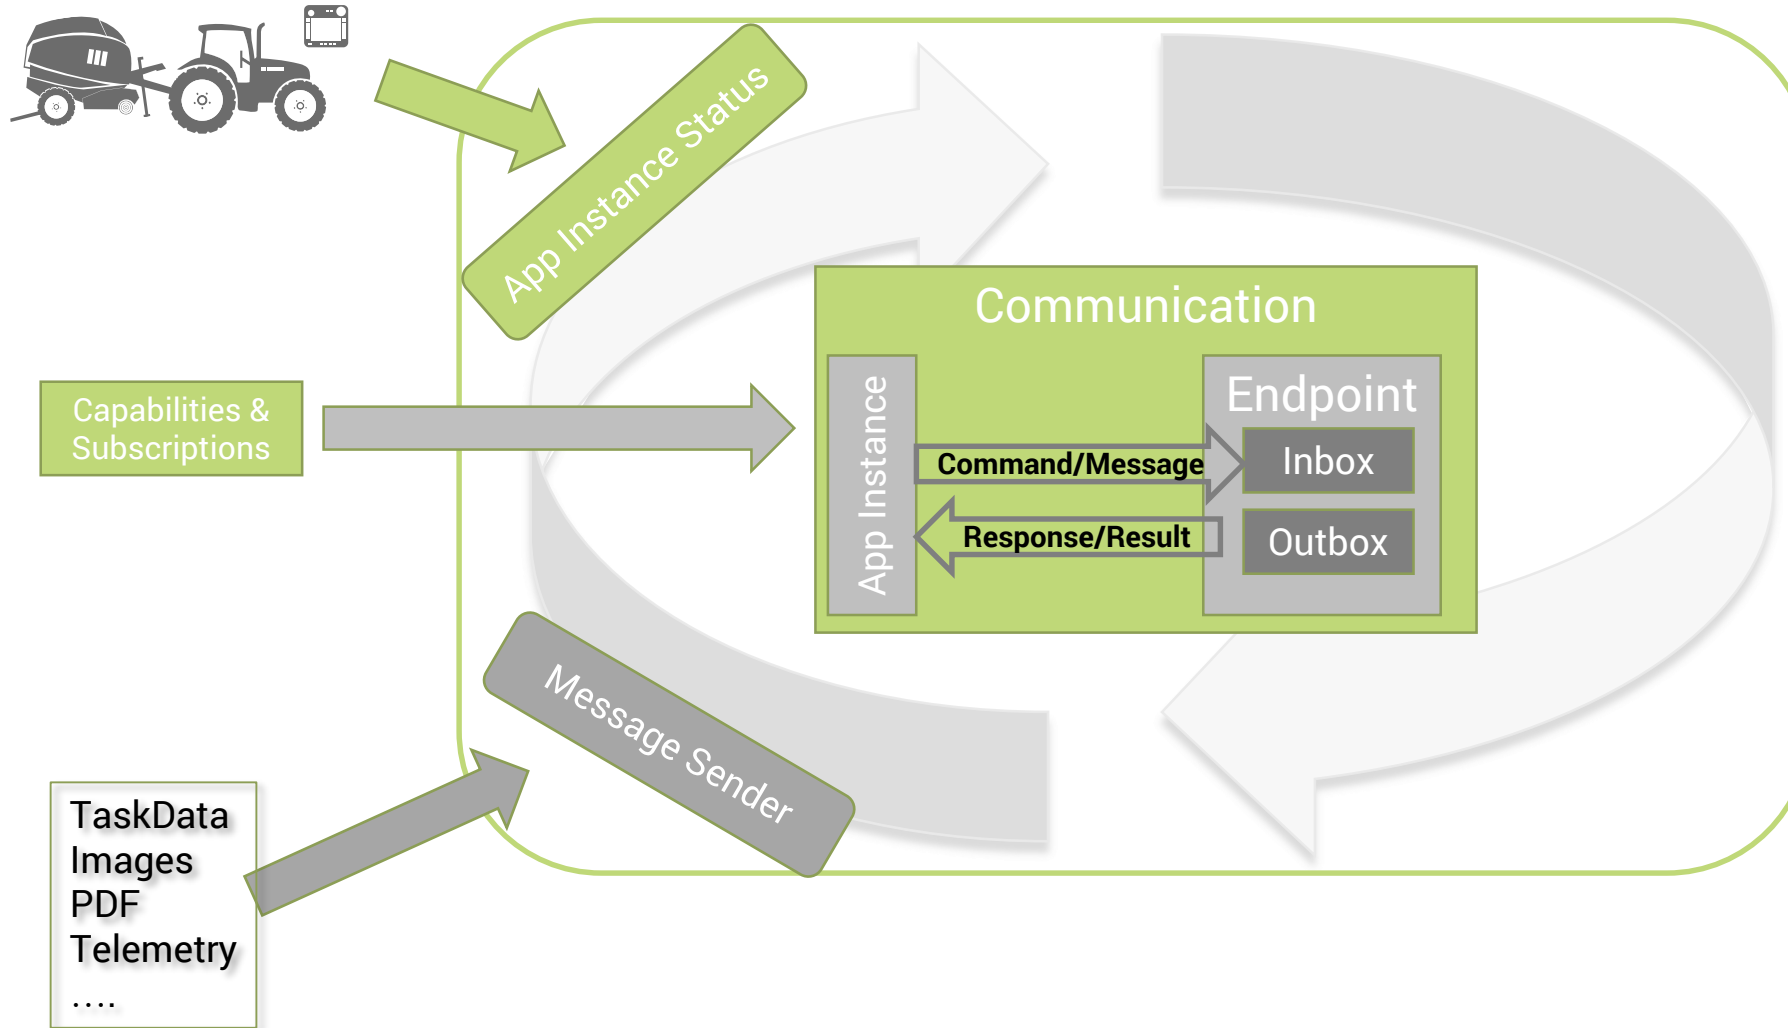 App Instance Status
Communication
Capabilities &
Subscriptions
App Instance
Endpoint
Command/Message
Inbox
Response/Result
Outbox
Message Sender
TaskData
Images
PDF
Telemetry
....